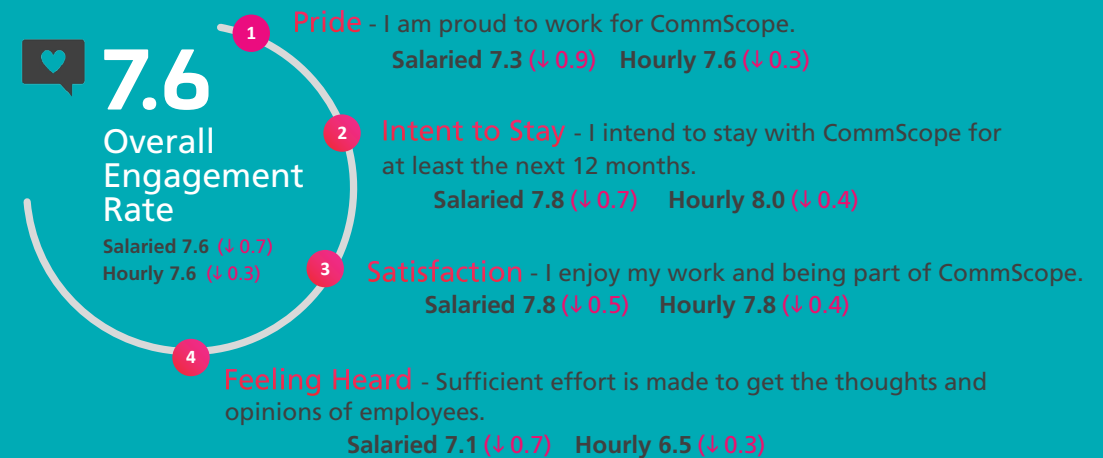 7.6
Overall
Engagement
Rate
Salaried 7.6 (↓ 0.7)
Hourly 7.6 (↓ 0.3)
1
Pride - I am proud to work for CommScope.
Salaried 7.3 (↓ 0.9) Hourly 7.6 (↓ 0.3)
2
Intent to Stay - I intend to stay with CommScope for
at least the next 12 months.
Salaried 7.8 (↓ 0.7) Hourly 8.0 (↓ 0.4)
3
Satisfaction - I enjoy my work and being part of CommScope.
Salaried 7.8 (↓ 0.5) Hourly 7.8 (↓ 0.4)
4
Feeling Heard - Sufficient effort is made to get the thoughts and
opinions of employees.
Salaried 7.1 (↓ 0.7) Hourly 6.5 (↓ 0.3)